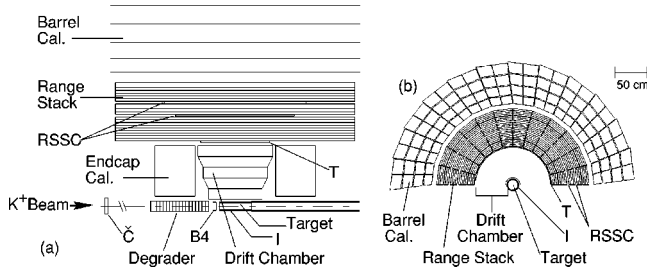 Barrel
Cal.
Range
Stack
RSSC
Endcap
Cal.
T
K+Beam
Č
Target
I
(a)
B4
Degrader
Drift Chamber
(b)
50 cm
T
Barrel
Cal.
Drift
Chamber
I
RSSC
Range Stack
Target